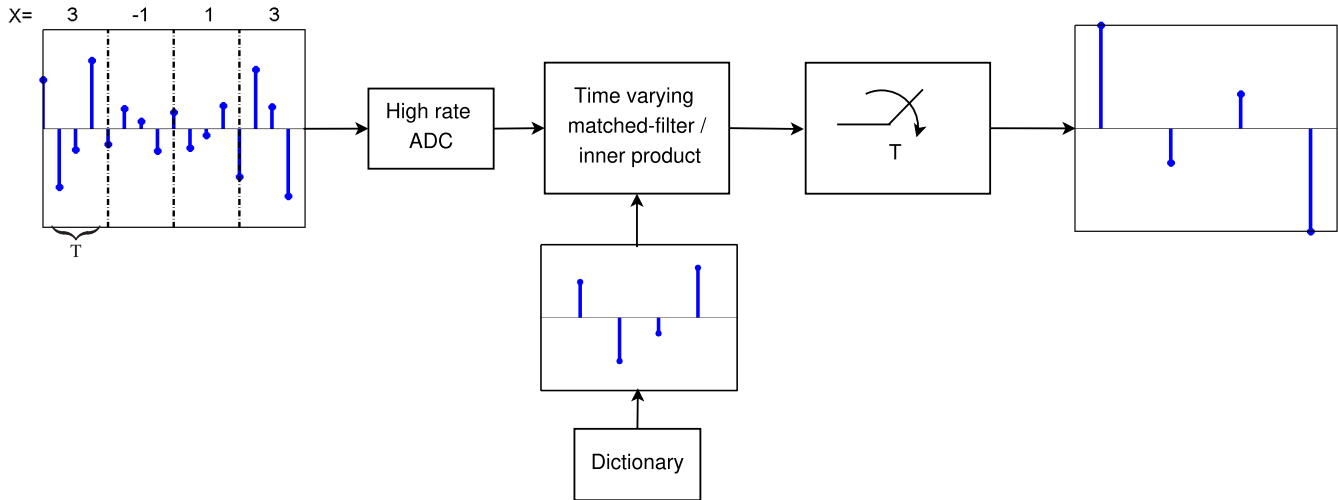 X= 3 -1 1 3
T
High rate
ADC
Time varying
matched-filter /
inner product
T
Dictionary